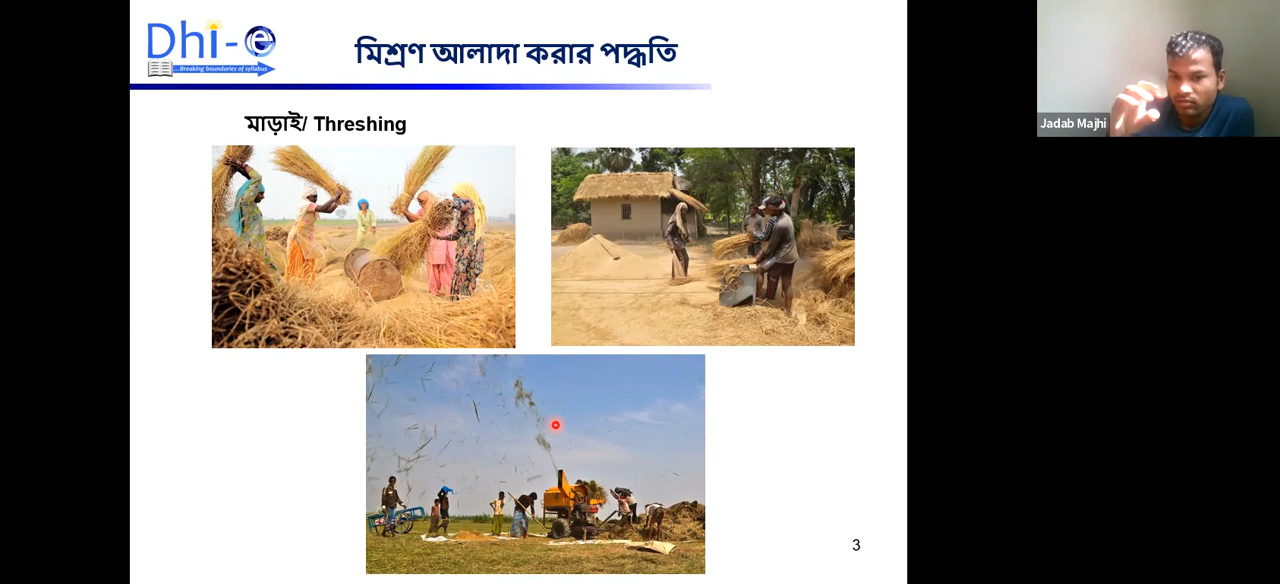 Dhi-e
... Breaking boundaries of syllabus
মিশ্রণ আলাদা করার পদ্ধতি
মাড়াই/ Threshing
Jadab Majhi
3